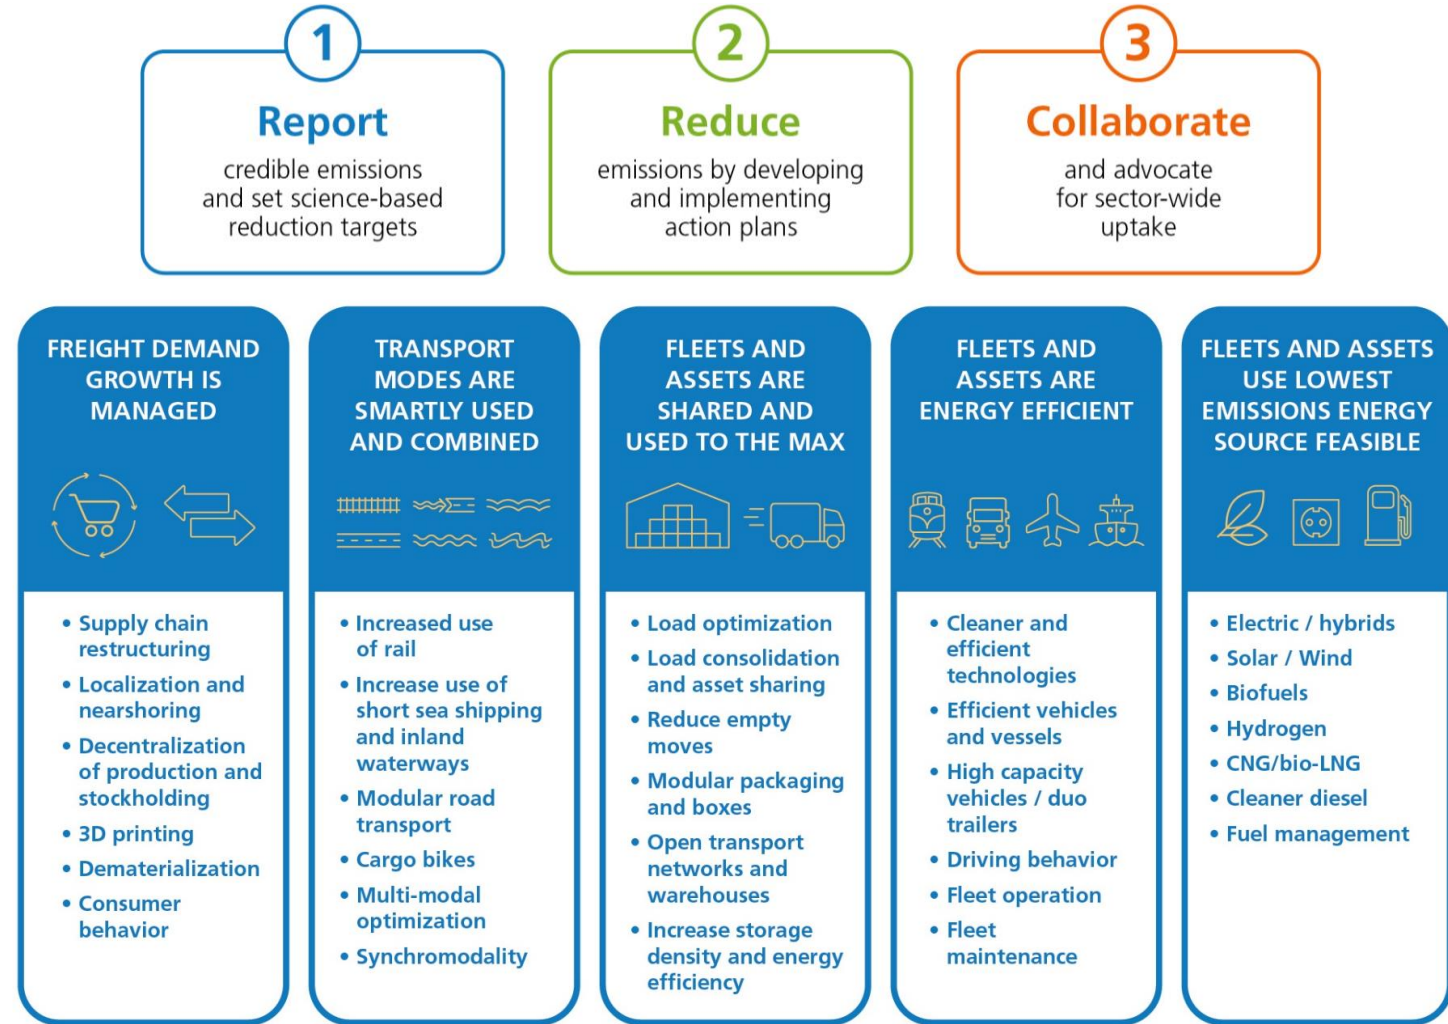 1
Report
credible emissions
and set science-based
reduction targets
2
Reduce
emissions by developing
and implementing
action plans
3
Collaborate
and advocate
for sector-wide
uptake
FREIGHT DEMAND
GROWTH IS
MANAGED
• Supply chain
restructuring
• Localization and
nearshoring
• Decentralization
of production and
stockholding
• 3D printing
• Dematerialization
• Consumer
behavior
TRANSPORT
MODES ARE
SMARTLY USED
AND COMBINED
• Increased use
of rail
• Increase use of
short sea shipping
and inland
waterways
• Modular road
transport
• Cargo bikes
• Multi-modal
optimization
• Synchromodality
FLEETS AND
ASSETS ARE
SHARED AND
USED TO THE MAX
• Load optimization
• Load consolidation
and asset sharing
• Reduce empty
moves
• Modular packaging
and boxes
• Open transport
networks and
warehouses
• Increase storage
density and energy
efficiency
FLEETS AND
ASSETS ARE
ENERGY EFFICIENT
• Cleaner and
efficient
technologies
• Efficient vehicles
and vessels
• High capacity
vehicles / duo
trailers
• Driving behavior
• Fleet operation
• Fleet
maintenance
FLEETS AND ASSETS
USE LOWEST
EMISSIONS ENERGY
SOURCE FEASIBLE
• Electric / hybrids
• Solar / Wind
• Biofuels
• Hydrogen
• CNG/bio-LNG
• Cleaner diesel
• Fuel management